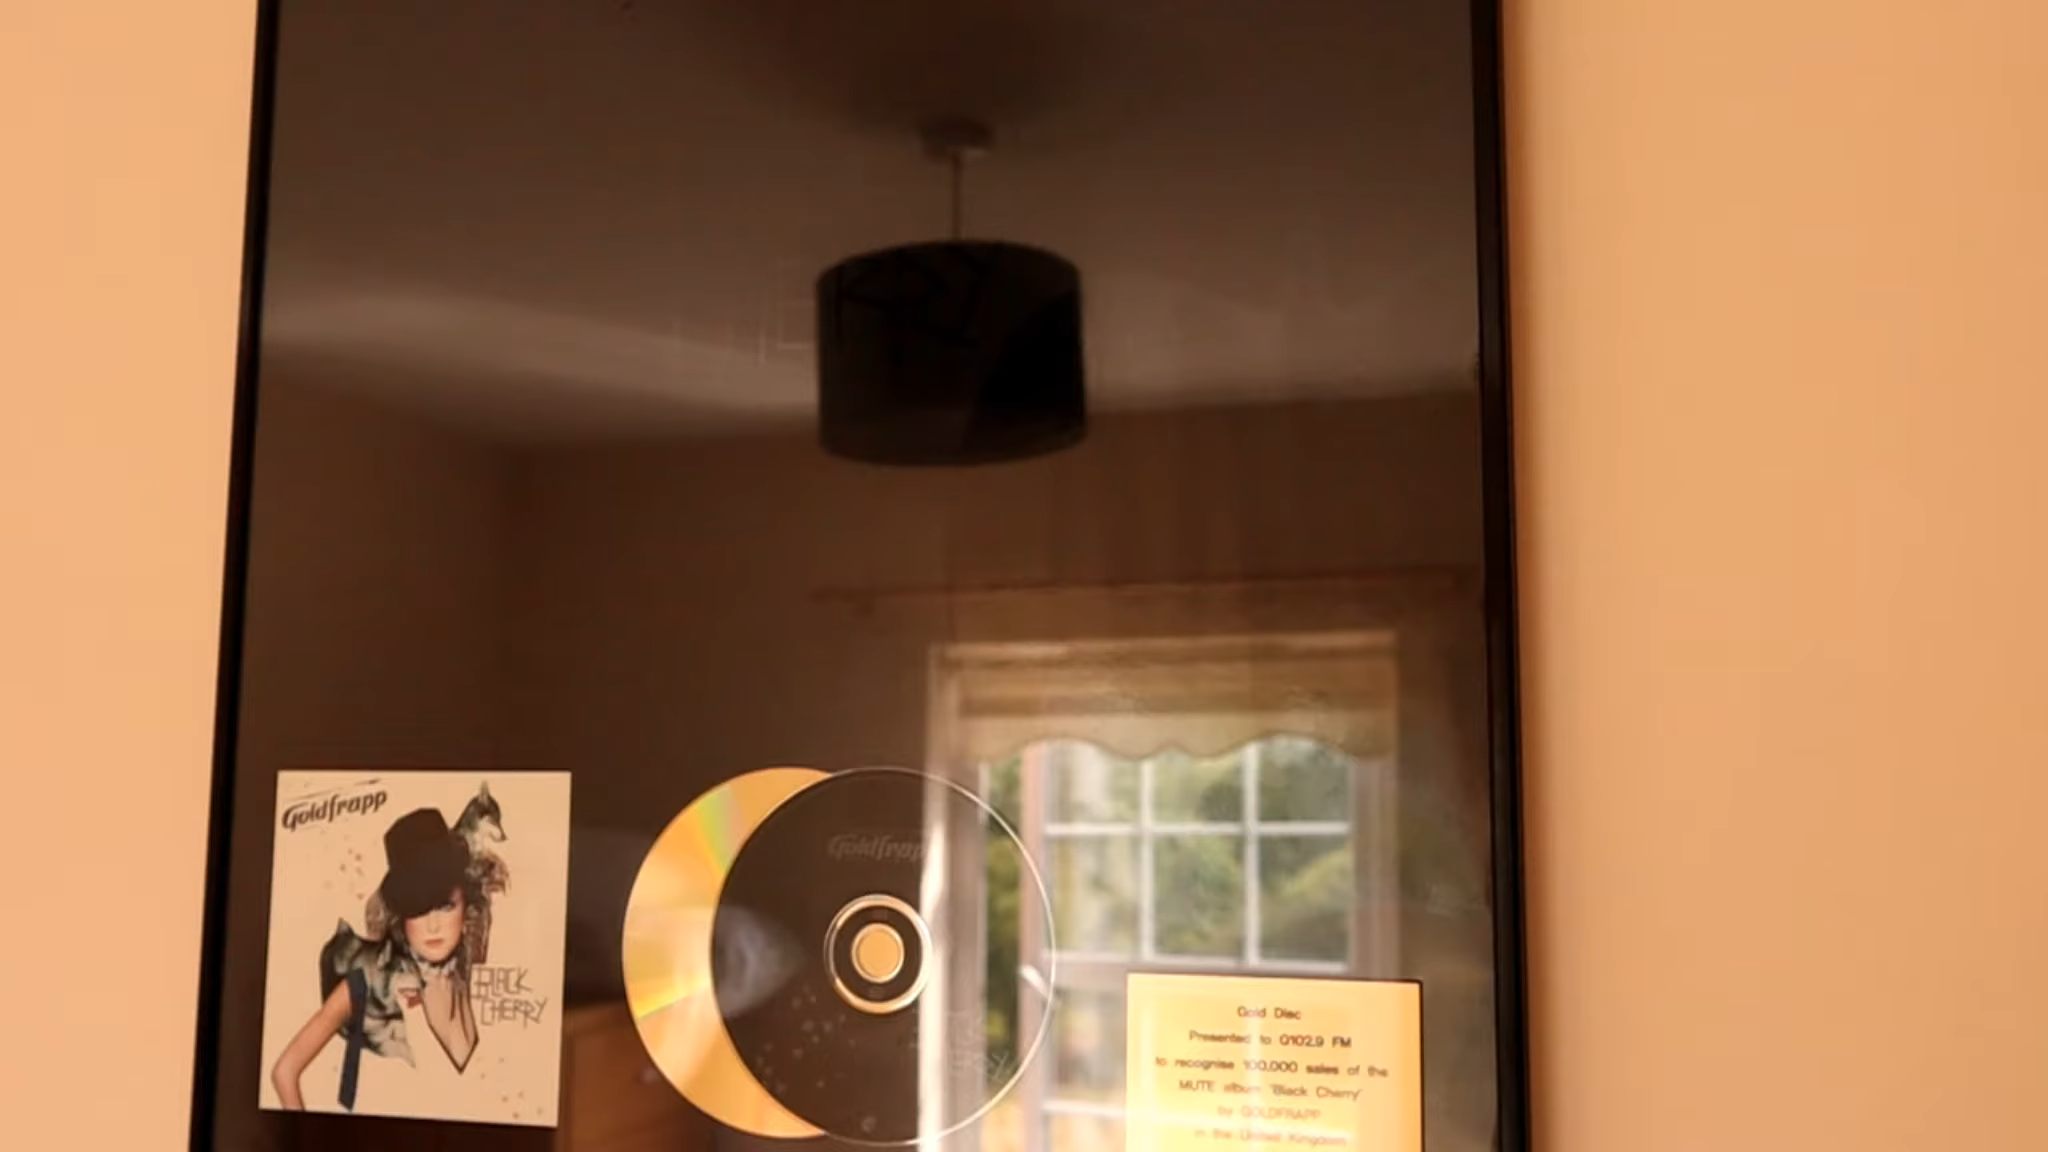 Goldfrapp
BLACK
CHERRY
Goldfrapp
Gold Disc
Presented to Q102.9 FM
to recognise 100,000 sales of the
MUTE album 'Black Cherry'
by GOLDFRAPP
in the United Kingdom